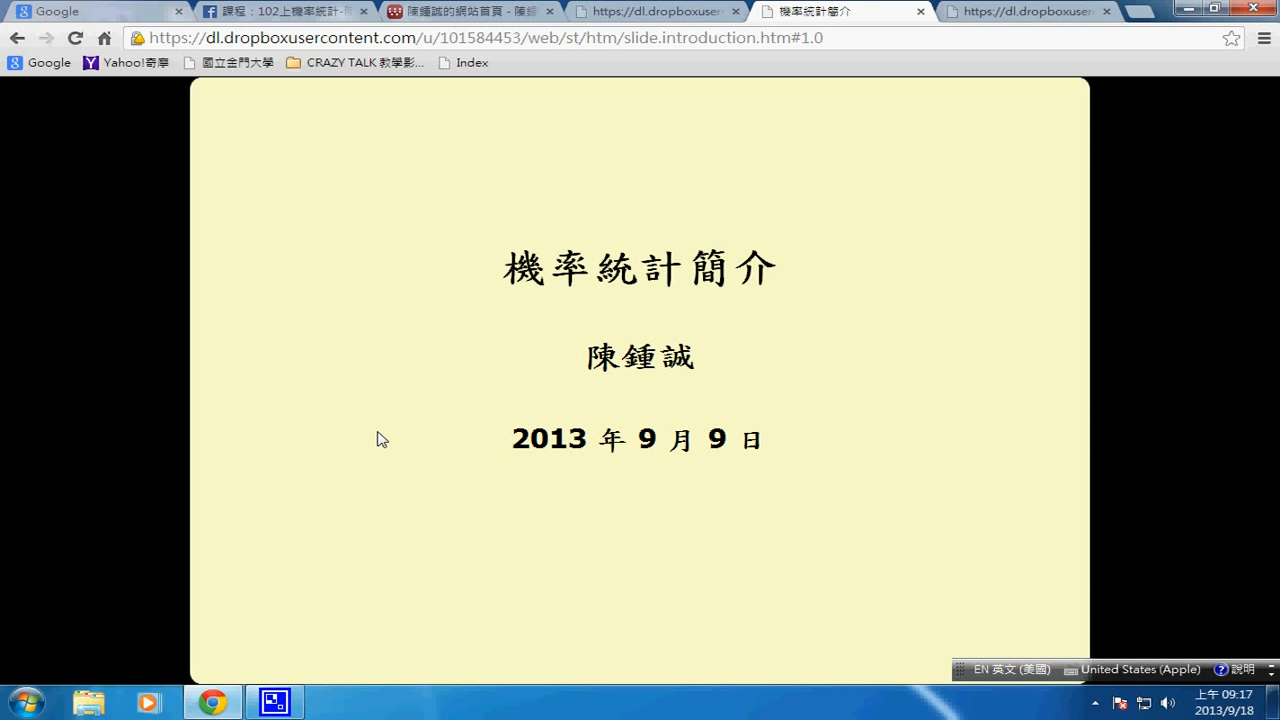 Google
課程：102上機率統計-
陳鍾誠的網站首頁 - 陳
https://dl.dropboxuser
機率統計簡介
https://dl.dropboxuser
https://dl.dropboxusercontent.com/u/101584453/web/st/htm/slide.introduction.htm#1.0
Google Yahoo!奇摩 國立金門大學 CRAZY TALK 教學影... Index
機率統計簡介
陳鍾誠
2013 年 9 月 9 日
EN 英文 (美國) United States (Apple) 說明
上午 09:17
2013/9/18